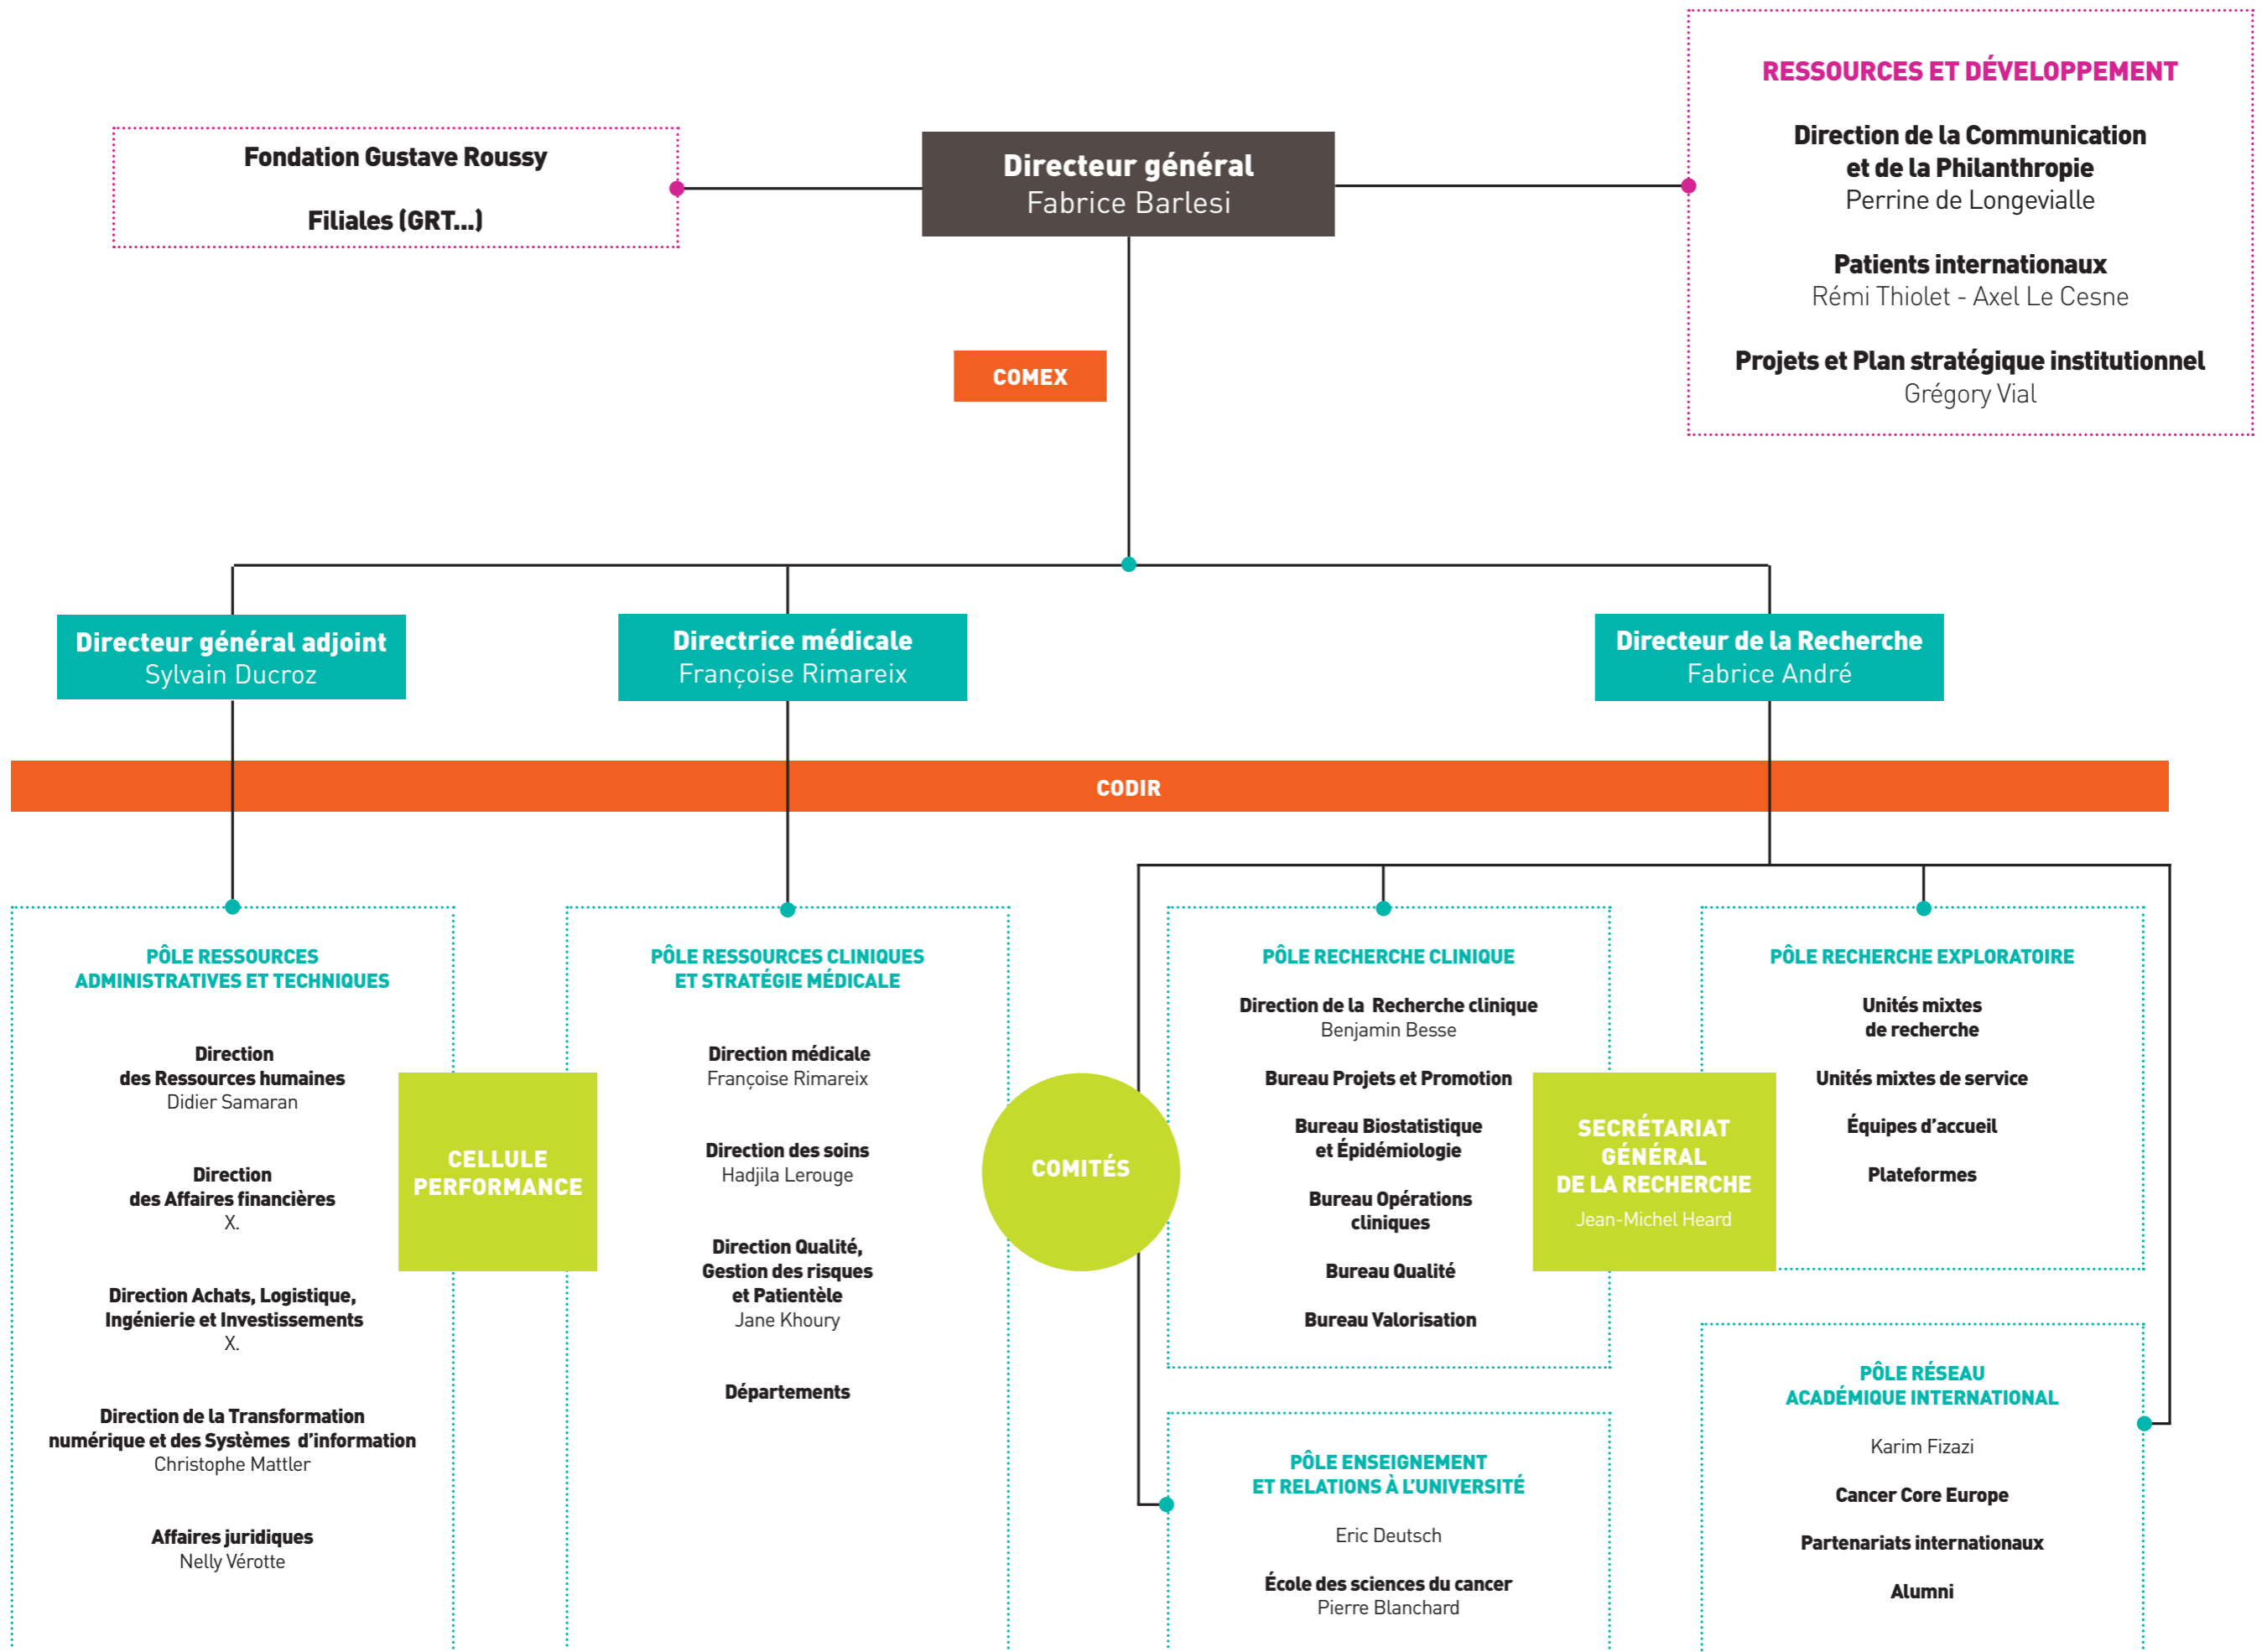 RESSOURCES ET DÉVELOPPEMENT
Direction de la Communication
et de la Philanthropie
Perrine de Longevialle
Patients internationaux
Rémi Thiolet - Axel Le Cesne
Projets et Plan stratégique institutionnel
Grégory Vial
Fondation Gustave Roussy
Filiales (GRT...)
Directeur général
Fabrice Barlesi
COMEX
Directeur général adjoint
Sylvain Ducroz
Directrice médicale
Françoise Rimareix
Directeur de la Recherche
Fabrice André
CODIR
PÔLE RESSOURCES
ADMINISTRATIVES ET TECHNIQUES
Direction
des Ressources humaines
Didier Samaran
Direction
des Affaires financières
X.
Direction Achats, Logistique,
Ingénierie et Investissements
X.
Direction de la Transformation
numérique et des Systèmes d'information
Christophe Mattler
Affaires juridiques
Nelly Vérotte
CELLULE
PERFORMANCE
PÔLE RESSOURCES CLINIQUES
ET STRATÉGIE MÉDICALE
Direction médicale
Françoise Rimareix
Direction des soins
Hadjila Lerouge
Direction Qualité,
Gestion des risques
et Patientèle
Jane Khoury
Départements
COMITÉS
PÔLE RECHERCHE CLINIQUE
Direction de la Recherche clinique
Benjamin Besse
Bureau Projets et Promotion
Bureau Biostatistique
et Épidémiologie
Bureau Opérations
cliniques
Bureau Qualité
Bureau Valorisation
SECRÉTARIAT
GÉNÉRAL
DE LA RECHERCHE
Jean-Michel Heard
PÔLE RECHERCHE EXPLORATOIRE
Unités mixtes
de recherche
Unités mixtes de service
Équipes d'accueil
Plateformes
PÔLE ENSEIGNEMENT
ET RELATIONS À L'UNIVERSITÉ
Eric Deutsch
École des sciences du cancer
Pierre Blanchard
PÔLE RÉSEAU
ACADÉMIQUE INTERNATIONAL
Karim Fizazi
Cancer Core Europe
Partenariats internationaux
Alumni